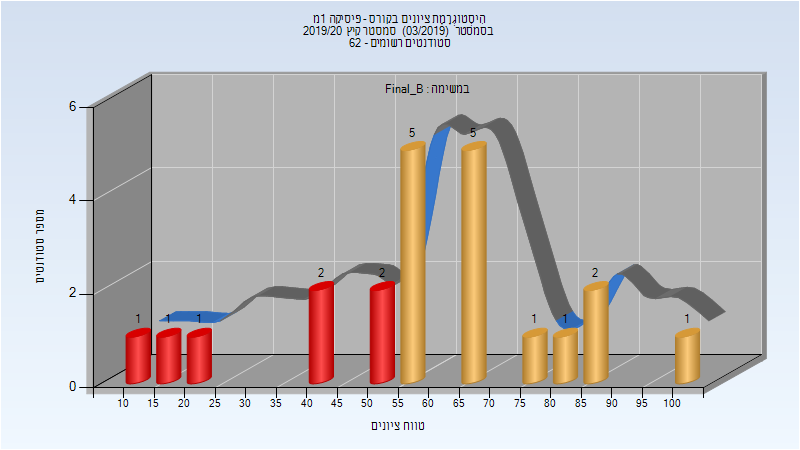 היסטוגרמת ציונים בקורס - פיסיקה 1מ
בסמסטר (03/2019) סמסטר קיץ 2019/20
סטודנטים רשומים - 62
במשימה : Final_B
מספר סטודנטים
6
4
2
0
1
1
1
2
2
5
5
1
1
2
1
10 15 20 25 30 35 40 45 50 55 60 65 70 75 80 85 90 95 100
טווח ציונים